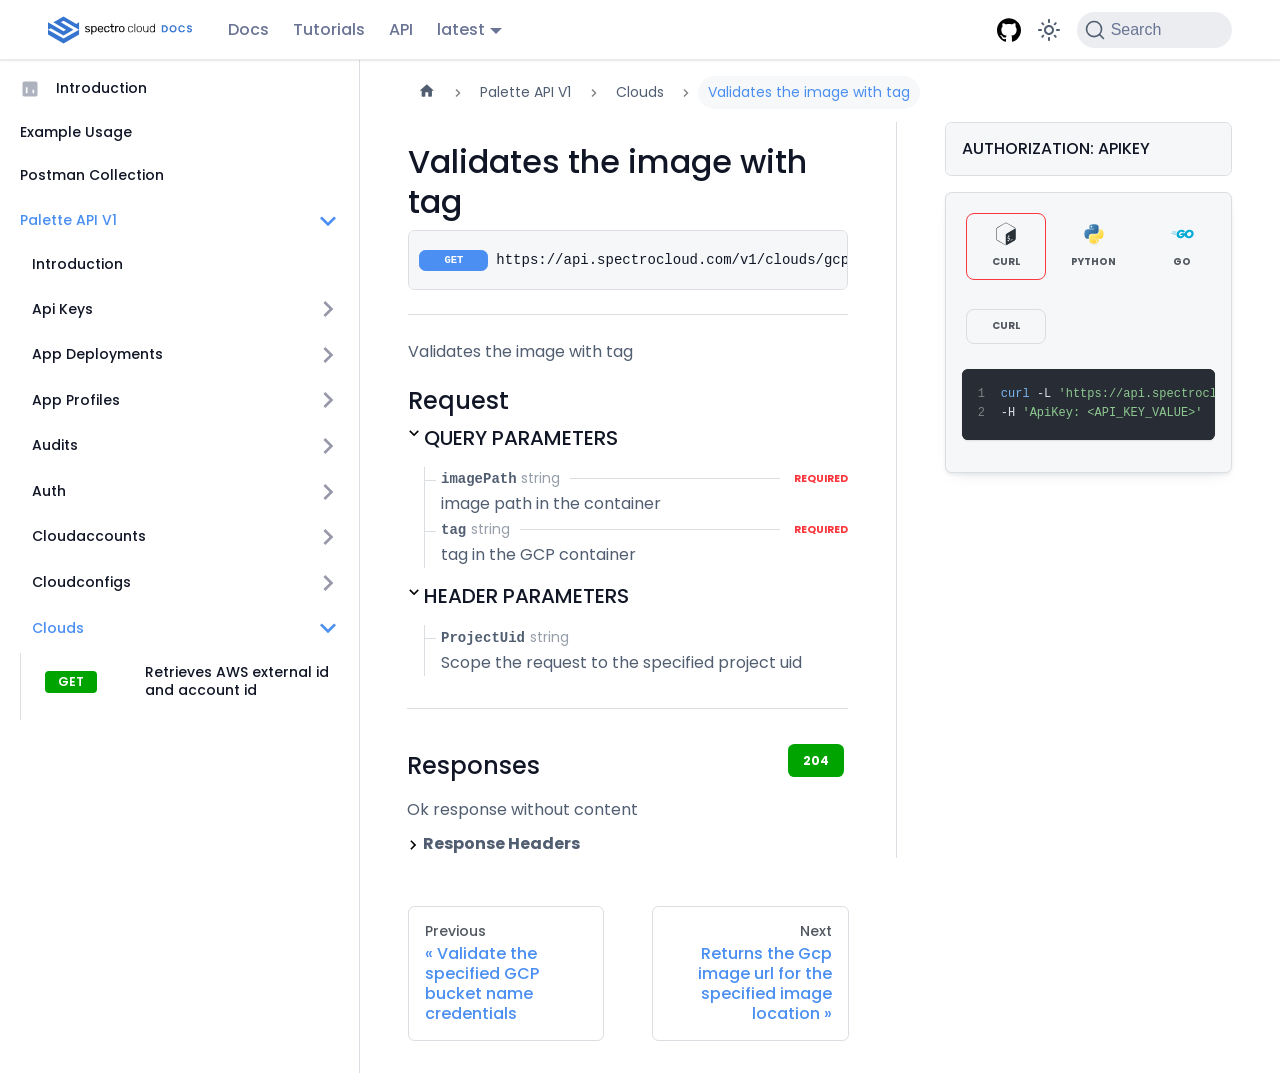 spectro cloud DOCS
Docs
Tutorials
API
latest
Search
Introduction
Example Usage
Postman Collection
Palette API V1
Introduction
Api Keys
App Deployments
App Profiles
Audits
Auth
Cloudaccounts
Cloudconfigs
Clouds
GET
Retrieves AWS external id
and account id
Palette API V1
Clouds
Validates the image with tag
Validates the image with
tag
GET https://api.spectrocloud.com/v1/clouds/gcp
Validates the image with tag
Request
QUERY PARAMETERS
imagePath string REQUIRED
image path in the container
tag string REQUIRED
tag in the GCP container
HEADER PARAMETERS
ProjectUid string
Scope the request to the specified project uid
Responses
204
Ok response without content
Response Headers
Previous
« Validate the
specified GCP
bucket name
credentials
Next
Returns the Gcp
image url for the
specified image
location »
AUTHORIZATION: APIKEY
CURL
PYTHON
GO
CURL
1 curl -L 'https://api.spectrocl
2 -H 'ApiKey: <API_KEY_VALUE>'